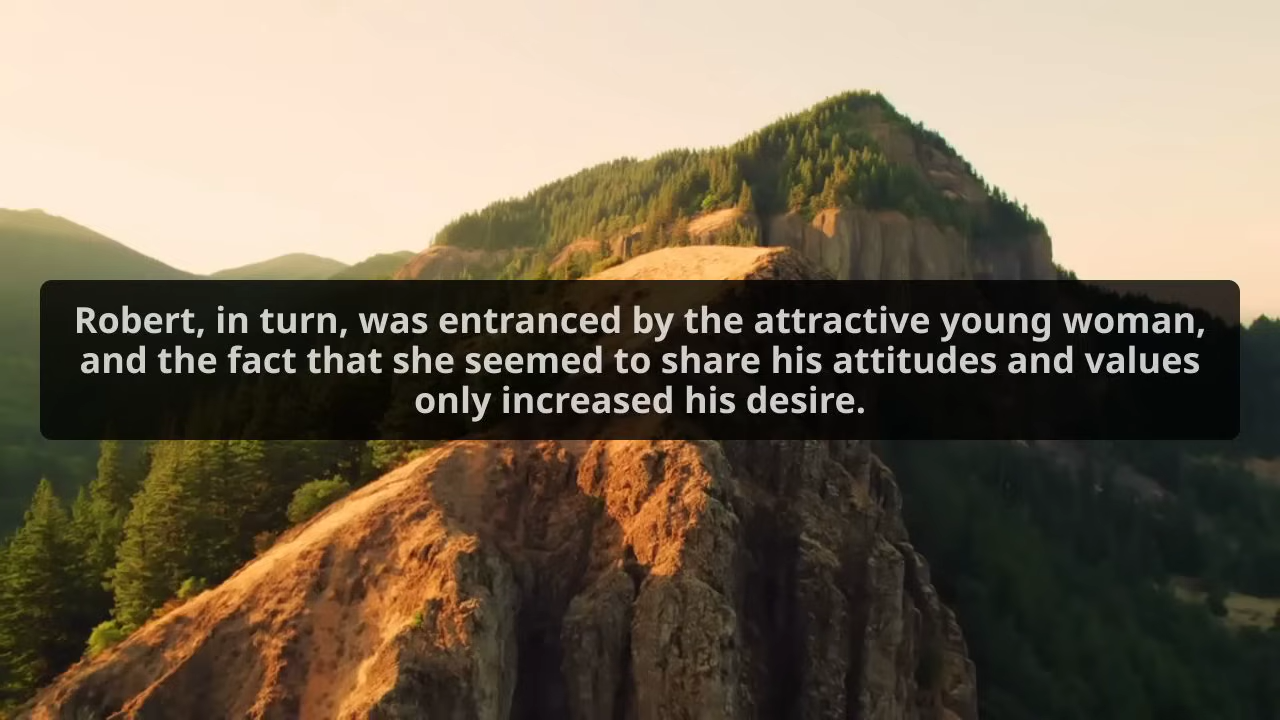 Robert, in turn, was entranced by the attractive young woman,
and the fact that she seemed to share his attitudes and values
only increased his desire.